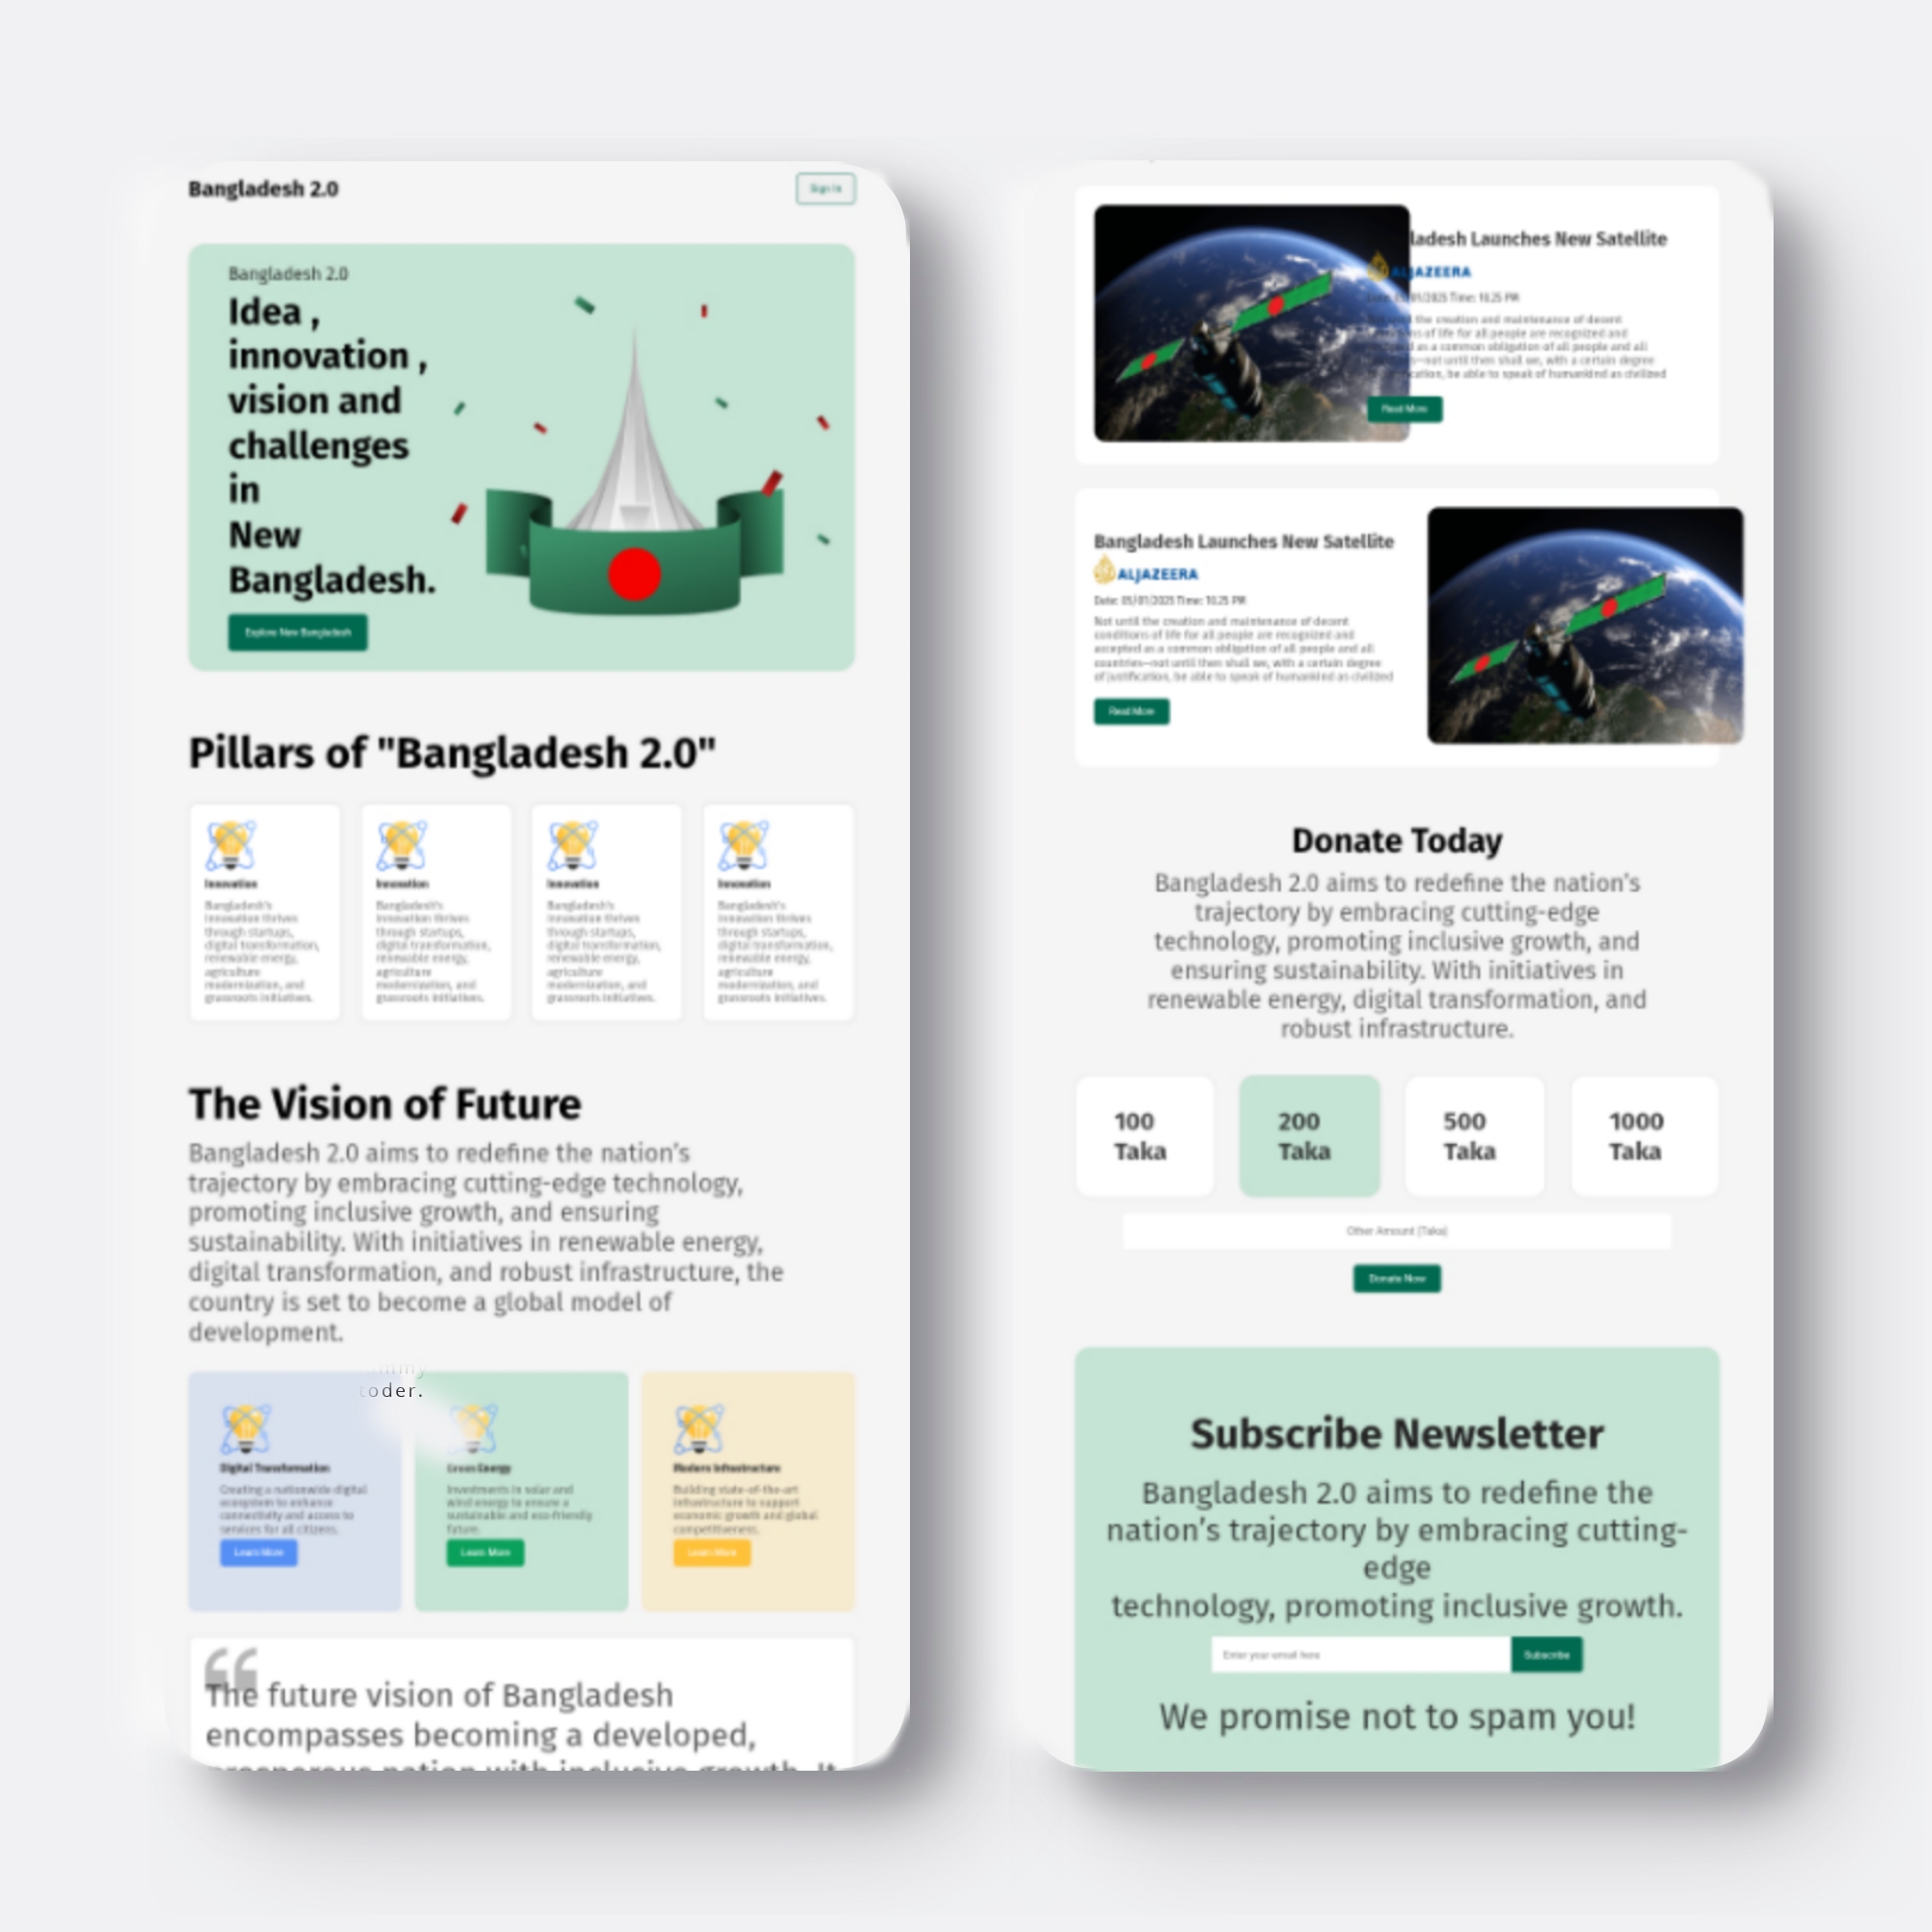 Bangladesh 2.0
Sign In
Bangladesh 2.0
Idea ,
innovation ,
vision and
challenges
in
New
Bangladesh.
Explore New Bangladesh
Pillars of "Bangladesh 2.0"
Innovation
Bangladesh's
innovation thrives
through startups,
digital transformation,
renewable energy,
agriculture
modernization, and
grassroots initiatives.
Innovation
Bangladesh's
innovation thrives
through startups,
digital transformation,
renewable energy,
agriculture
modernization, and
grassroots initiatives.
Innovation
Bangladesh's
innovation thrives
through startups,
digital transformation,
renewable energy,
agriculture
modernization, and
grassroots initiatives.
Innovation
Bangladesh's
innovation thrives
through startups,
digital transformation,
renewable energy,
agriculture
modernization, and
grassroots initiatives.
The Vision of Future
Bangladesh 2.0 aims to redefine the nation’s
trajectory by embracing cutting-edge technology,
promoting inclusive growth, and ensuring
sustainability. With initiatives in renewable energy,
digital transformation, and robust infrastructure, the
country is set to become a global model of
development.
oder.
Digital Transformation
Creating a nationwide digital
ecosystem to enhance
connectivity and access to
services for all citizens.
Learn More
Green Energy
Investments in solar and
wind energy to ensure a
sustainable and eco-friendly
future.
Learn More
Modern Infrastructure
Building state-of-the-art
infrastructure to support
economic growth and global
competitiveness.
Learn More
“
The future vision of Bangladesh
encompasses becoming a developed,
prosperous nation with inclusive growth. It
ladesh Launches New Satellite
ALJAZEERA
01/2025 Time: 10.25 PM
the creation and maintenance of decent
of life for all people are recognized and
as a common obligation of all people and all
—not until then shall we, with a certain degree
be able to speak of humankind as civilized
Read More
Bangladesh Launches New Satellite
ALJAZEERA
Date: 05/01/2025 Time: 10.25 PM
Not until the creation and maintenance of decent
conditions of life for all people are recognized and
accepted as a common obligation of all people and all
countries—not until then shall we, with a certain degree
of justification, be able to speak of humankind as civilized
Read More
Donate Today
Bangladesh 2.0 aims to redefine the nation’s
trajectory by embracing cutting-edge
technology, promoting inclusive growth, and
ensuring sustainability. With initiatives in
renewable energy, digital transformation, and
robust infrastructure.
100
Taka
200
Taka
500
Taka
1000
Taka
Other Amount (Taka)
Donate Now
Subscribe Newsletter
Bangladesh 2.0 aims to redefine the
nation’s trajectory by embracing cutting-
edge
technology, promoting inclusive growth.
Enter your email here
Subscribe
We promise not to spam you!